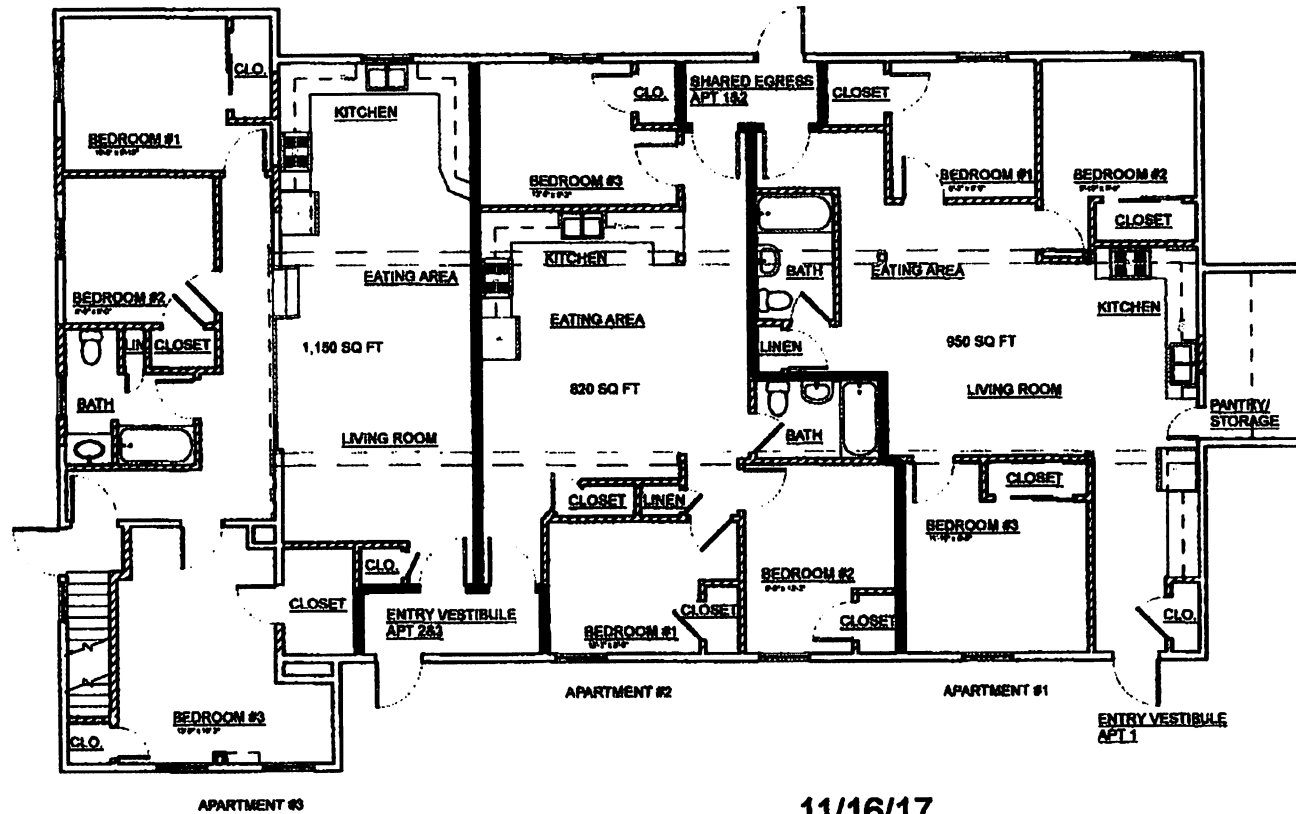 CLO.
KITCHEN
BEDROOM #1
CLO.
SHARED EGRESS
APT 1&2
CLOSET
BEDROOM #3
BEDROOM #1
BEDROOM #2
CLOSET
BEDROOM #2
EATING AREA
KITCHEN
BATH
EATING AREA
KITCHEN
LIN
CLOSET
1,150 SQ FT
EATING AREA
LINEN
950 SQ FT
820 SQ FT
LIVING ROOM
BATH
LIVING ROOM
BATH
PANTRY/
STORAGE
CLOSET
LINEN
CLOSET
BEDROOM #3
CLO.
CLOSET
ENTRY VESTIBULE
APT 2&3
BEDROOM #1
CLOSET
BEDROOM #2
CLOSET
CLO.
BEDROOM #3
CLO.
APARTMENT #2
APARTMENT #1
ENTRY VESTIBULE
APT 1
APARTMENT #3
11/16/17